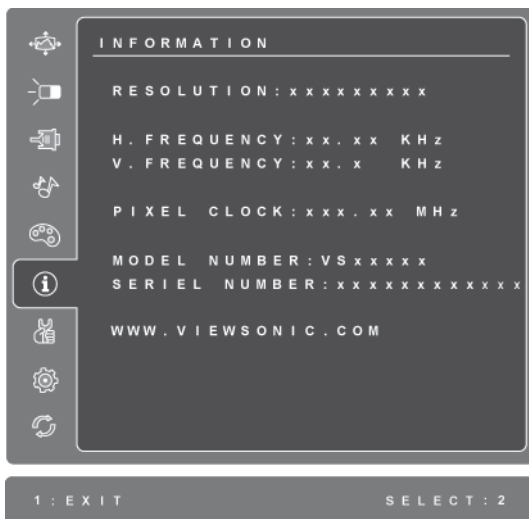 INFORMATION
RESOLUTION:xxxxxxxxx
H.FREQUENCY:xx.xx KHz
V.FREQUENCY:xx.x KHz
PIXEL CLOCK:xxx.xx MHz
MODEL NUMBER:VSxxxxx
SERIEL NUMBER:xxxxxxxxxxxx
WWW.VIEWSONIC.COM
1:EXIT SELECT:2